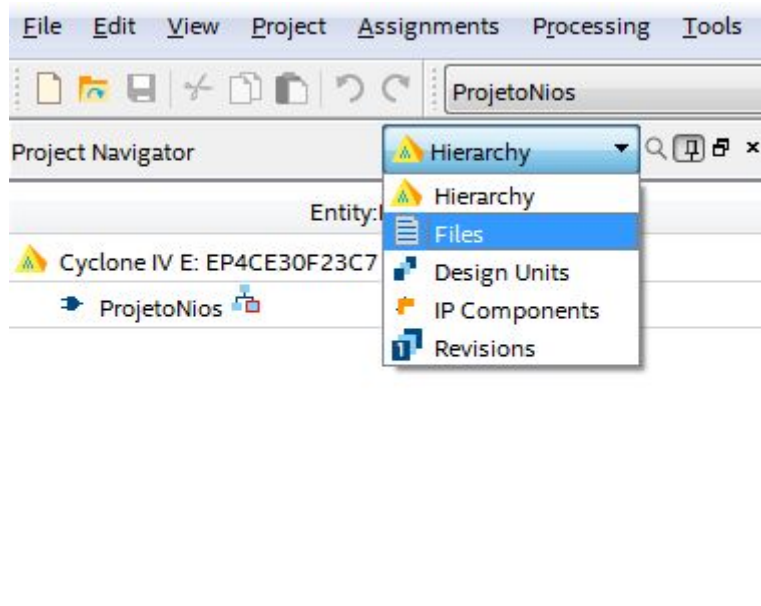 File Edit View Project Assignments Processing Tools
ProjetoNios
Project Navigator
Hierarchy
Hierarchy
Entity:
Files
Cyclone IV E: EP4CE30F23C7
Design Units
ProjetoNios
IP Components
Revisions